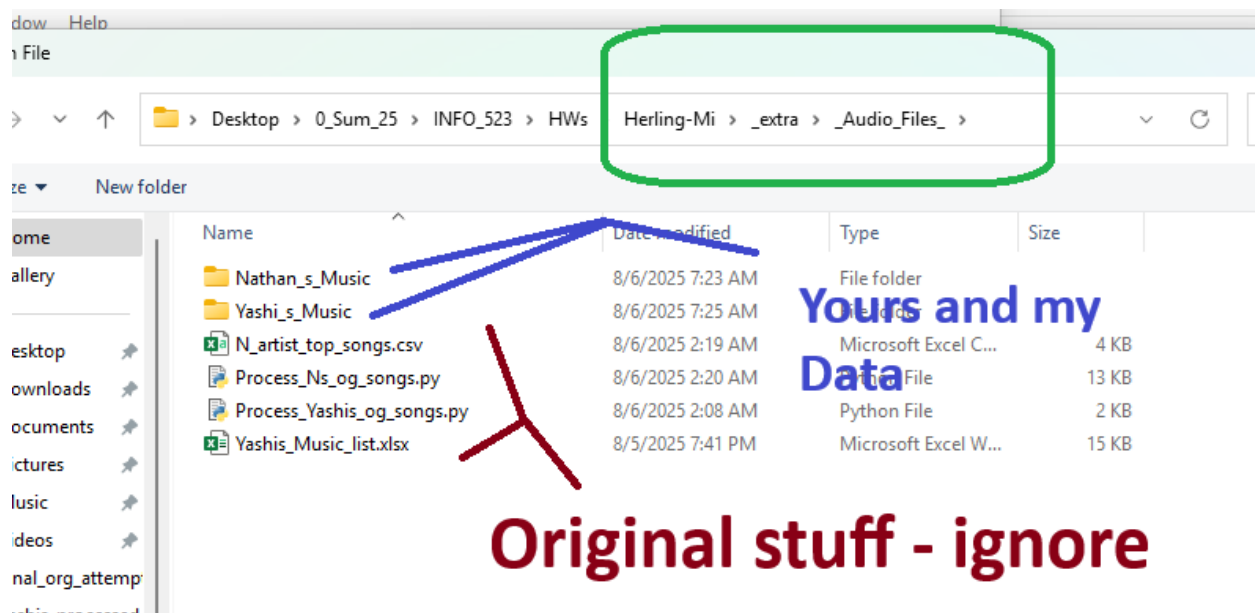 dow Help
n File
Desktop > 0_Sum_25 > INFO_523 > HWs Herling-Mi > _extra > _Audio_Files_ >
ze New folder
Name Date modified Type Size
ome
allery
Nathan_s_Music 8/6/2025 7:23 AM File folder
Yashi_s_Music 8/6/2025 7:25 AM
Yours and my
Data
esktop N_artist_top_songs.csv 8/6/2025 2:19 AM Microsoft Excel C... 4 KB
ownloads Process_Ns_og_songs.py 8/6/2025 2:20 AM Python File 13 KB
ocuments Process_Yashis_og_songs.py 8/6/2025 2:08 AM Python File 2 KB
ictures Yashis_Music_list.xlsx 8/5/2025 7:41 PM Microsoft Excel W... 15 KB
lusic
ideos
nal_org_attemp
Original stuff - ignore